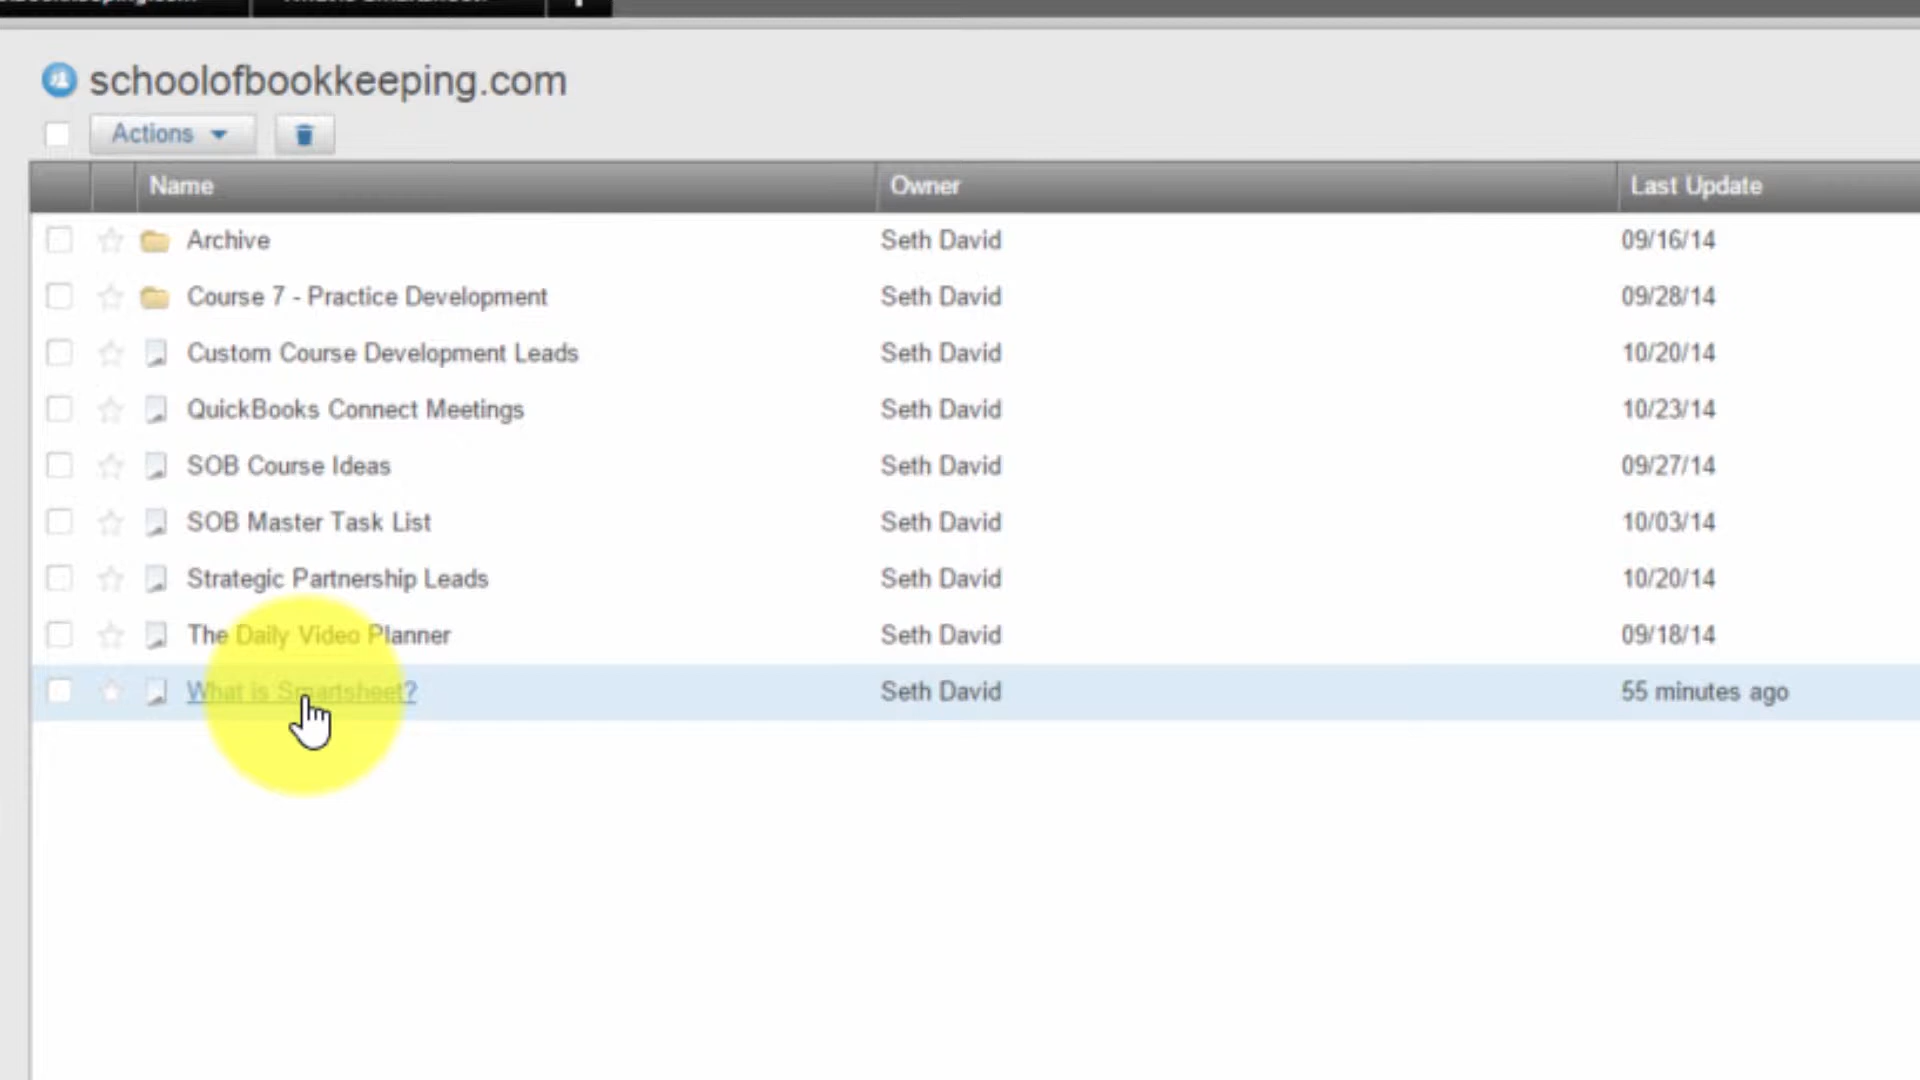 schoolofbookkeeping.com
Actions
Name Owner Last Update
Archive Seth David 09/16/14
Course 7 - Practice Development Seth David 09/28/14
Custom Course Development Leads Seth David 10/20/14
QuickBooks Connect Meetings Seth David 10/23/14
SOB Course Ideas Seth David 09/27/14
SOB Master Task List Seth David 10/03/14
Strategic Partnership Leads Seth David 10/20/14
The Daily Video Planner Seth David 09/18/14
What is Smartsheet? Seth David 55 minutes ago